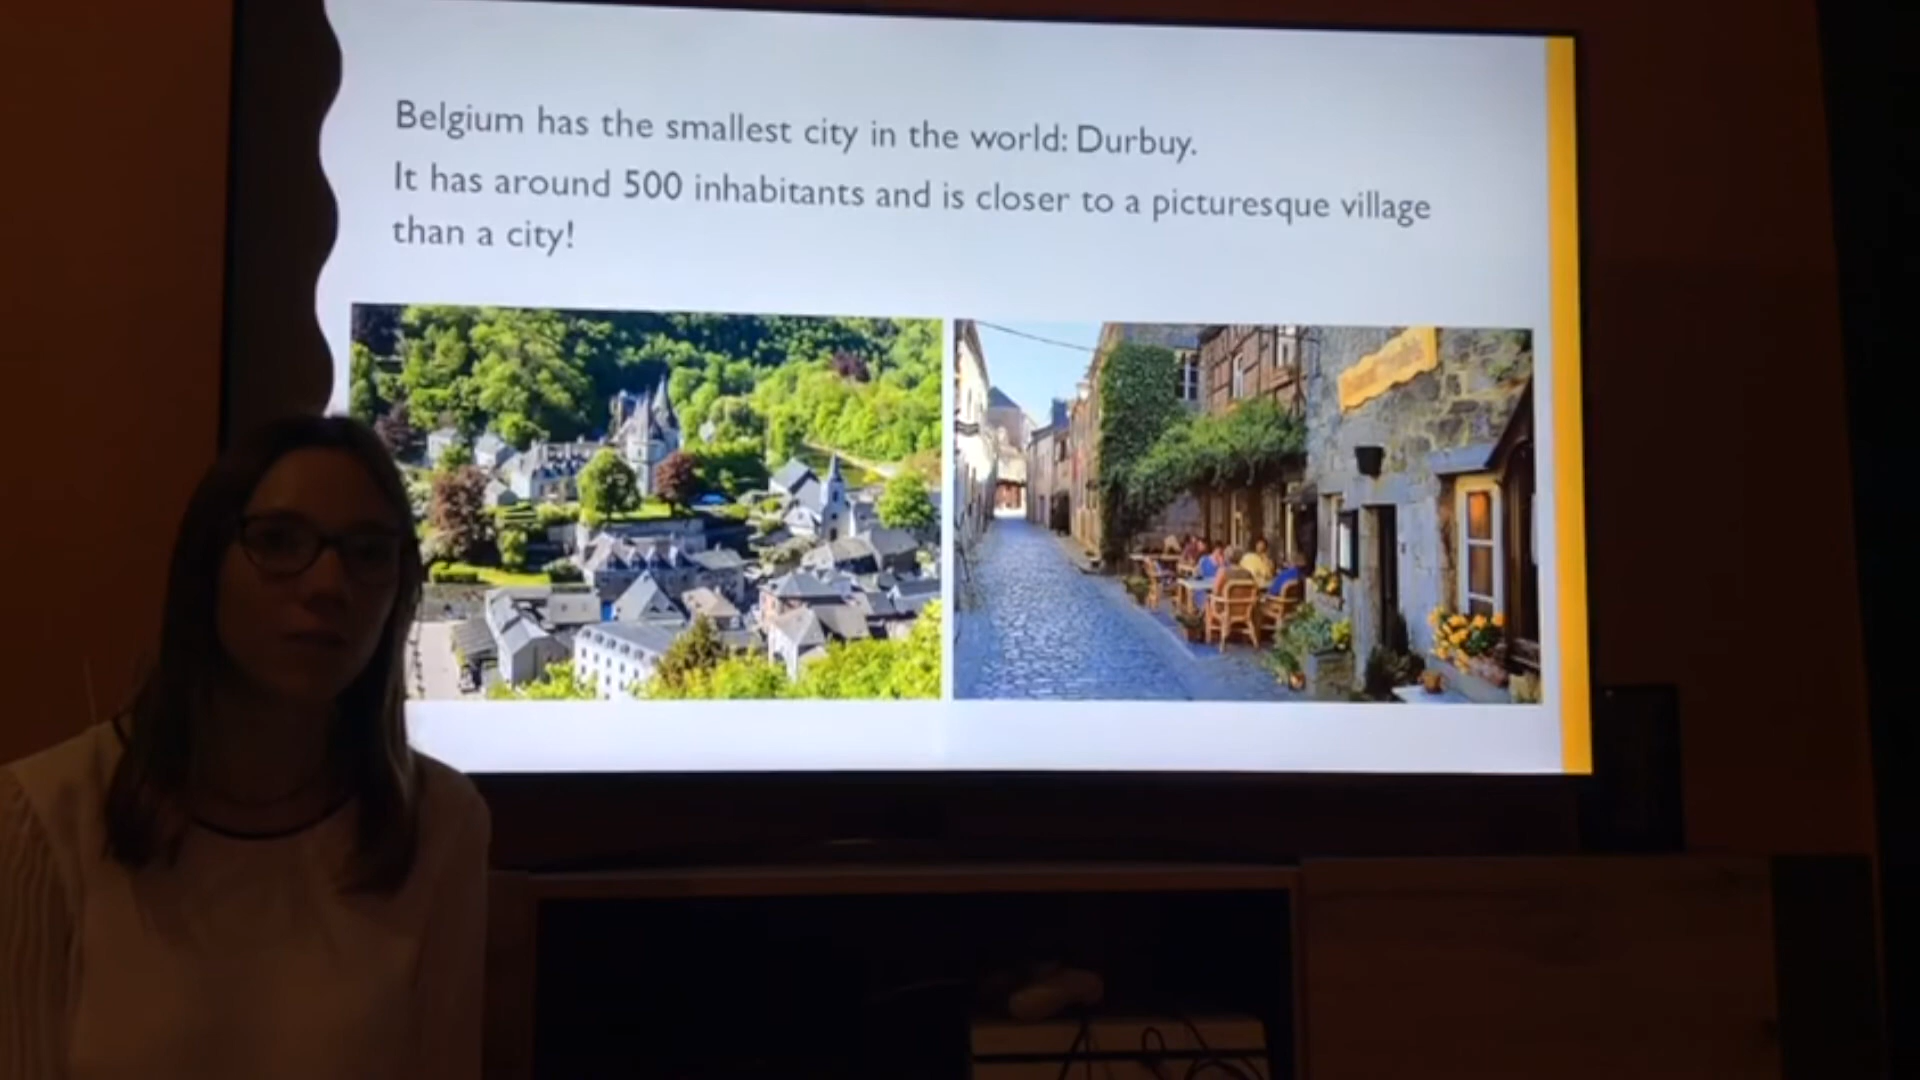 Belgium has the smallest city in the world: Durbuy.
It has around 500 inhabitants and is closer to a picturesque village
than a city!